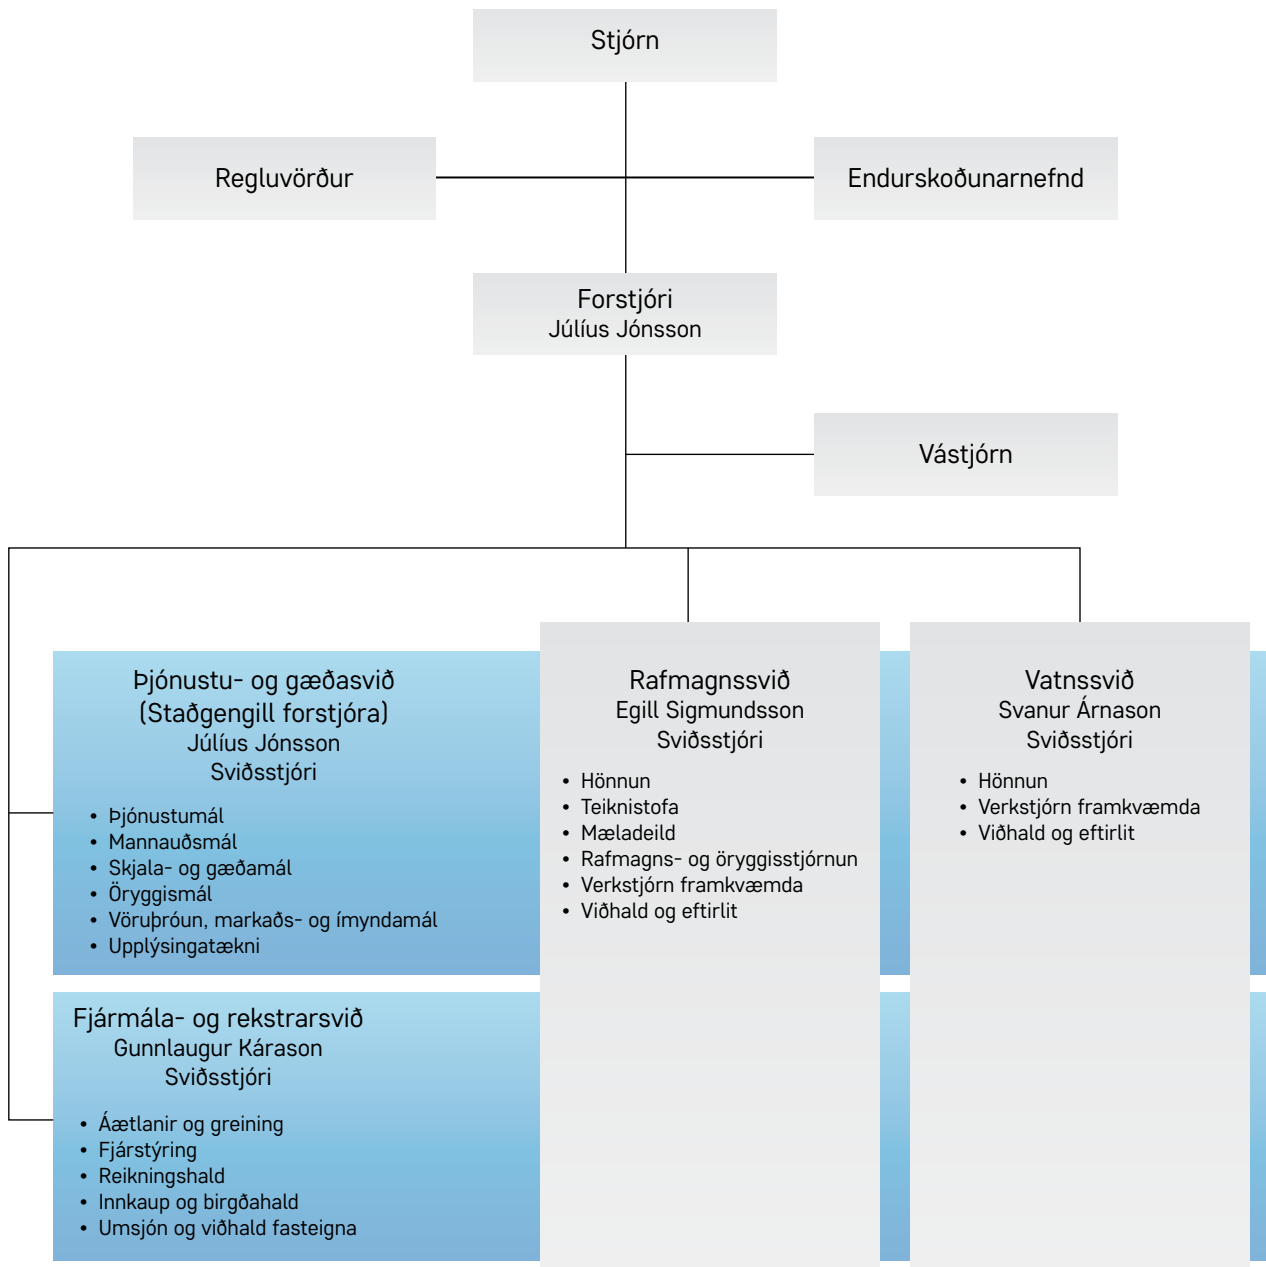 Stjórn
Regluvörður
Endurskoðunarnefnd
Forstjóri
Júlíus Jónsson
Vástjórn
Þjónustu- og gæðasvið
(Staðgengill forstjóra)
Júlíus Jónsson
Sviðsstjóri
• Þjónustumál
• Mannauðsmál
• Skjala- og gæðamál
• Öryggismál
• Vöruþróun, markaðs- og ímyndamál
• Upplýsingatækni
Rafmagnssvið
Egill Sigmundsson
Sviðsstjóri
• Hönnun
• Teiknistofa
• Mæladeild
• Rafmagns- og öryggisstjórnun
• Verkstjórn framkvæmda
• Viðhald og eftirlit
Vatnssvið
Svanur Árnason
Sviðsstjóri
• Hönnun
• Verkstjórn framkvæmda
• Viðhald og eftirlit
Fjármála- og rekstrarsvið
Gunnlaugur Kárason
Sviðsstjóri
• Áætlanir og greining
• Fjárstýring
• Reikningshald
• Innkaup og birgðahald
• Umsjón og viðhald fasteigna